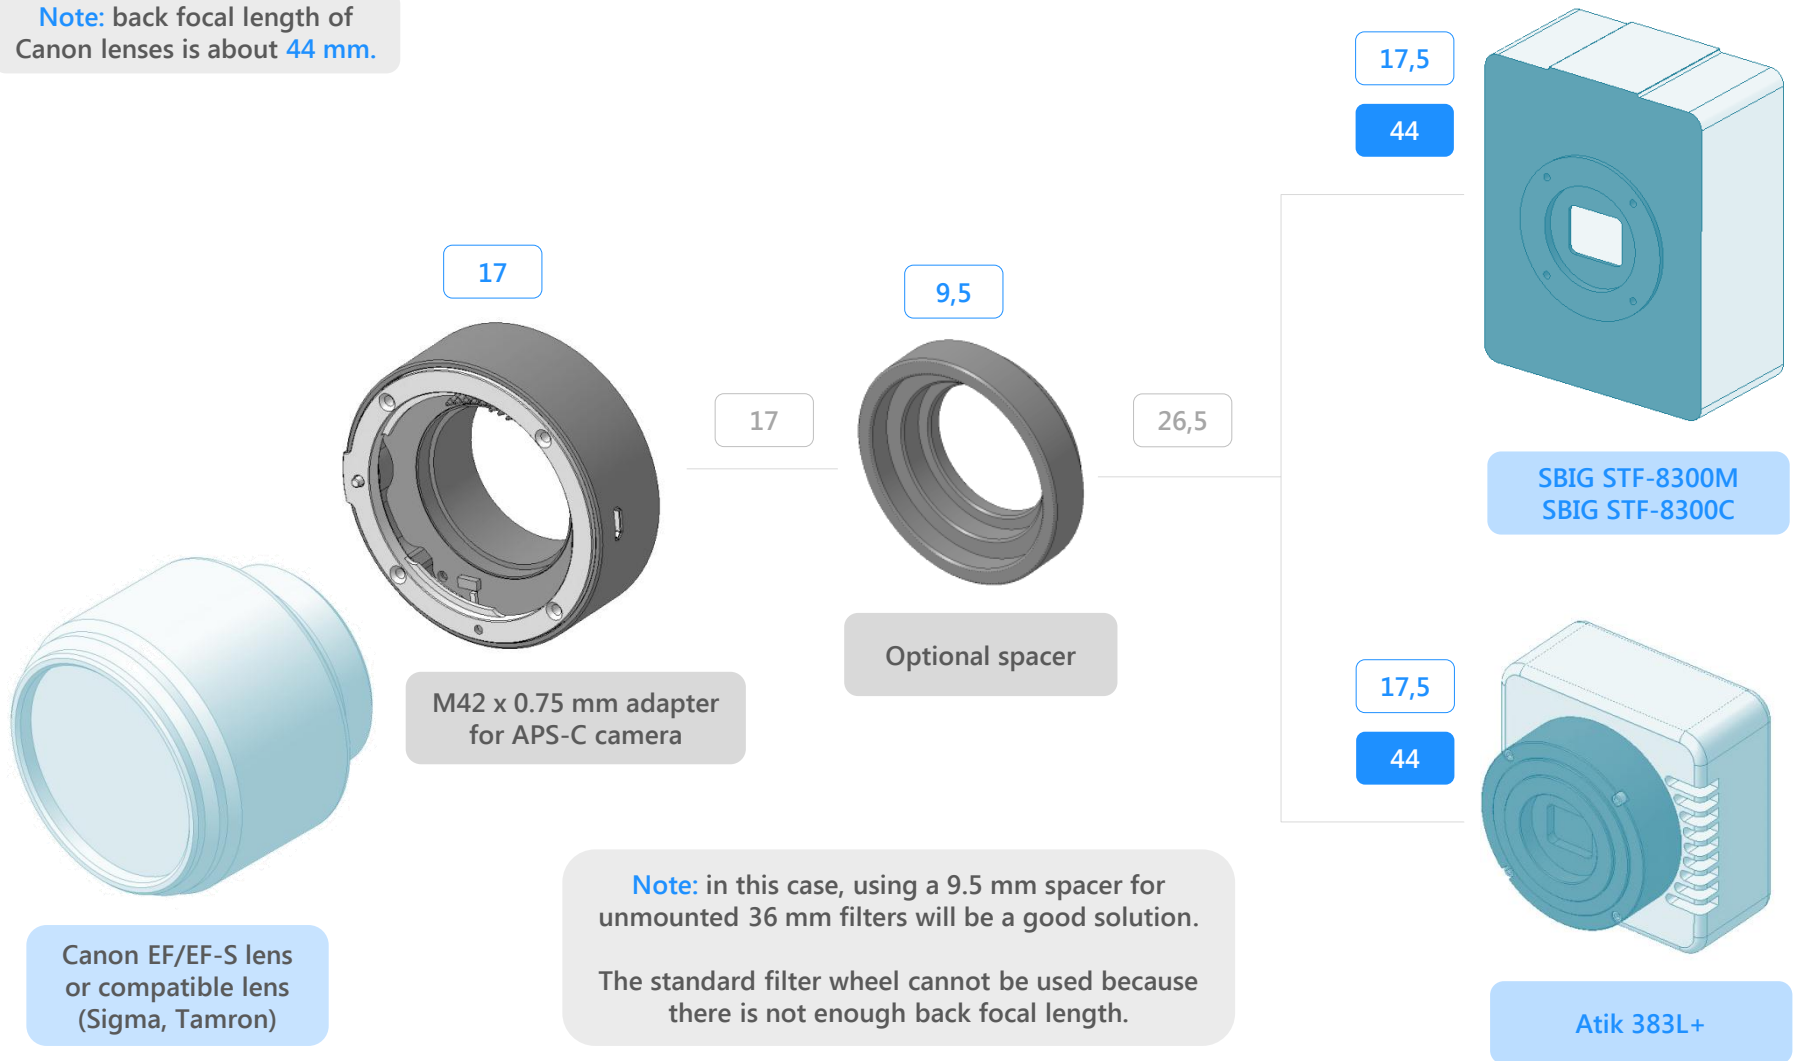 Note: back focal length of
Canon lenses is about 44 mm.
17,5
44
17
9,5
17
26,5
SBIG STF-8300M
SBIG STF-8300C
Optional spacer
M42 x 0.75 mm adapter
for APS-C camera
17,5
44
Note: in this case, using a 9.5 mm spacer for
unmounted 36 mm filters will be a good solution.
The standard filter wheel cannot be used because
there is not enough back focal length.
Canon EF/EF-S lens
or compatible lens
(Sigma, Tamron)
Atik 383L+